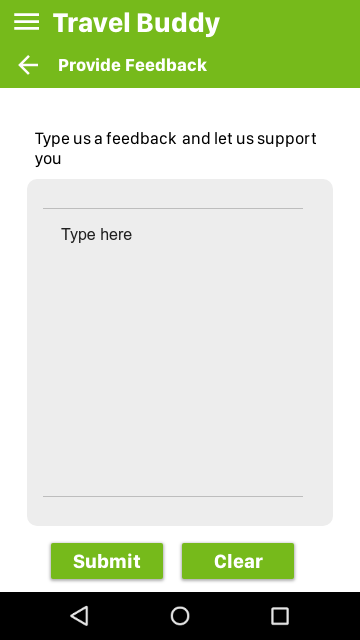 Travel Buddy
Provide Feedback
Type us a feedback and let us support
you
Type here
Submit
Clear